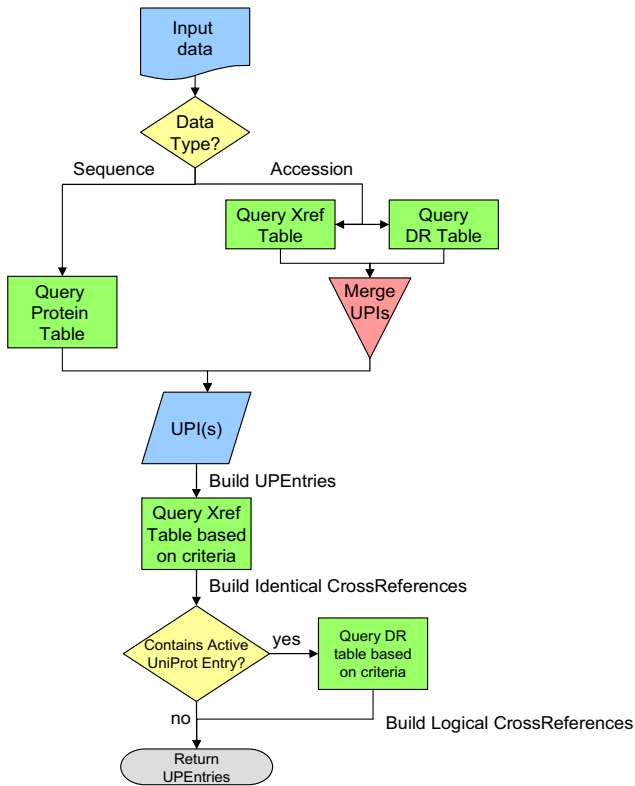 Input
data
Data
Type?
Sequence
Accession
Query Xref
Table
Query
DR Table
Query
Protein
Table
Merge
UPIs
UPI(s)
Build UPEntries
Query Xref
Table based
on criteria
Build Identical CrossReferences
Contains Active
UniProt Entry?
yes
Query DR
table based
on criteria
no
Build Logical CrossReferences
Return
UPEntries